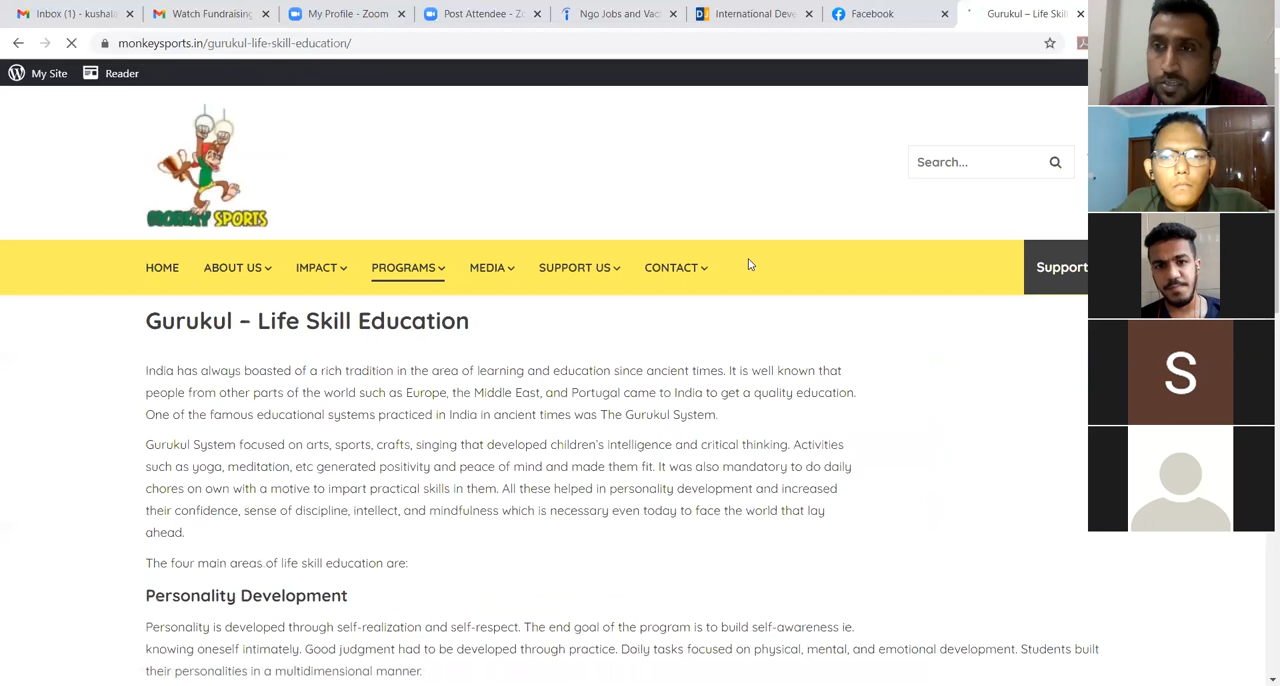 Inbox (1) - kushala
Watch Fundraising
My Profile - Zoom
Post Attendee - Zo
Ngo Jobs and Vac
International Deve
Facebook
Gurukul – Life Skil
monkeysports.in/gurukul-life-skill-education/
My Site
Reader
MONKEY SPORTS
Search...
HOME
ABOUT US
IMPACT
PROGRAMS
MEDIA
SUPPORT US
CONTACT
Support
Gurukul – Life Skill Education
India has always boasted of a rich tradition in the area of learning and education since ancient times. It is well known that
people from other parts of the world such as Europe, the Middle East, and Portugal came to India to get a quality education.
One of the famous educational systems practiced in India in ancient times was The Gurukul System.
Gurukul System focused on arts, sports, crafts, singing that developed children's intelligence and critical thinking. Activities
such as yoga, meditation, etc generated positivity and peace of mind and made them fit. It was also mandatory to do daily
chores on own with a motive to impart practical skills in them. All these helped in personality development and increased
their confidence, sense of discipline, intellect, and mindfulness which is necessary even today to face the world that lay
ahead.
The four main areas of life skill education are:
Personality Development
Personality is developed through self-realization and self-respect. The end goal of the program is to build self-awareness ie.
knowing oneself intimately. Good judgment had to be developed through practice. Daily tasks focused on physical, mental, and emotional development. Students built
their personalities in a multidimensional manner.
S